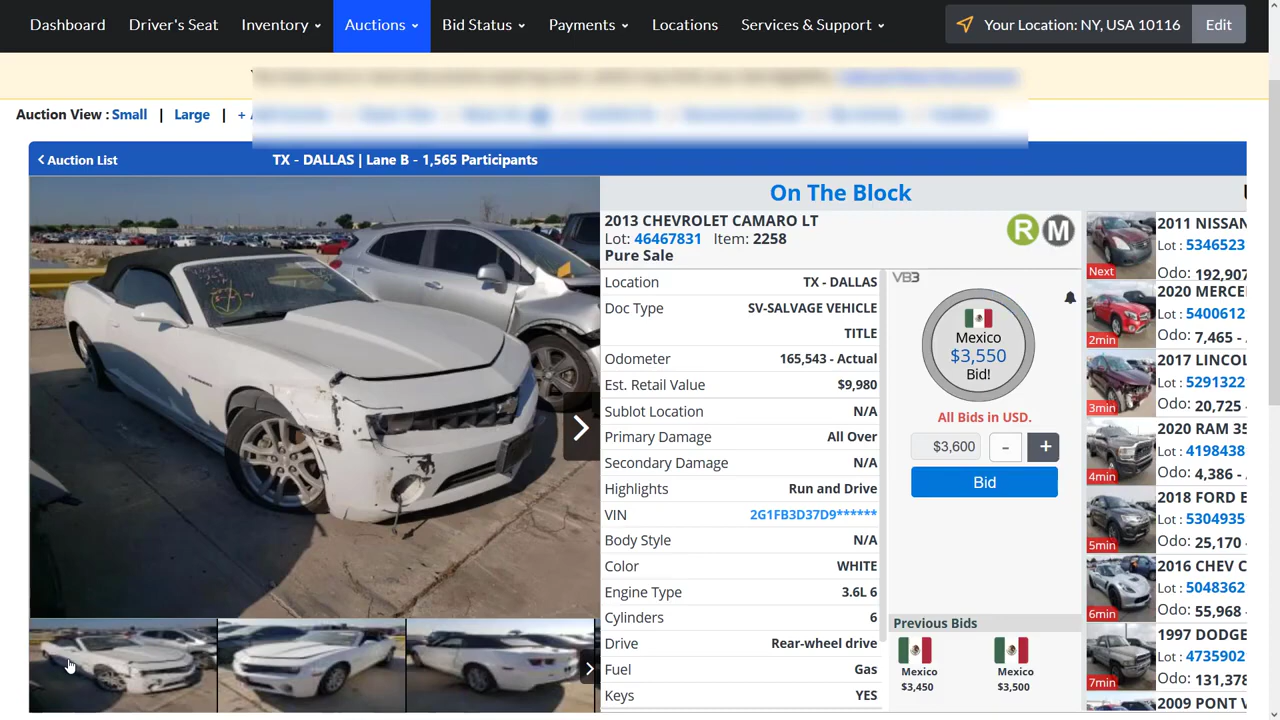 Dashboard
Driver's Seat
Inventory
Auctions
Bid Status
Payments
Locations
Services & Support
Your Location: NY, USA 10116
Edit
Auction View : Small | Large | +
Auction List
TX - DALLAS | Lane B - 1,565 Participants
On The Block
2013 CHEVROLET CAMARO LT
Lot: 46467831 Item: 2258
Pure Sale
R
M
Location TX - DALLAS
Doc Type SV-SALVAGE VEHICLE
TITLE
Odometer 165,543 - Actual
Est. Retail Value $9,980
Sublot Location N/A
Primary Damage All Over
Secondary Damage N/A
Highlights Run and Drive
VIN 2G1FB3D37D9******
Body Style N/A
Color WHITE
Engine Type 3.6L 6
Cylinders 6
Drive Rear-wheel drive
Fuel Gas
Keys YES
VB3
Mexico
$3,550
Bid!
All Bids in USD.
$3,600
-
+
Bid
Previous Bids
Mexico
$3,450
Mexico
$3,500
2011 NISSAN
Lot : 5346523
Next
Odo: 192,907
2020 MERCE
Lot : 5400612
2min
Odo: 7,465 -
2017 LINCOL
Lot : 5291322
3min
Odo: 20,725
2020 RAM 35
Lot : 4198438
4min
Odo: 4,386 -
2018 FORD E
Lot : 5304935
5min
Odo: 25,170
2016 CHEV C
Lot : 5048362
6min
Odo: 55,968
1997 DODGE
Lot : 4735902
7min
Odo: 131,378
2009 PONT V